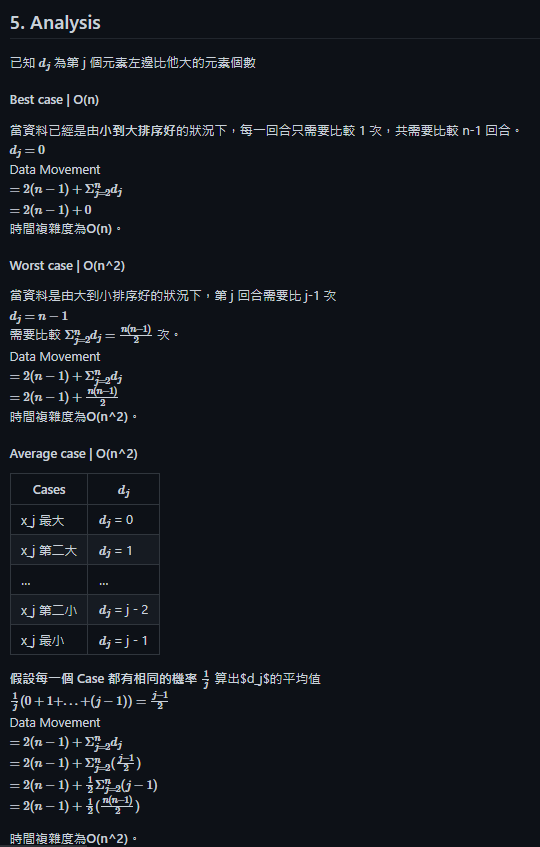 5. Analysis
已知 d_j 為第 j 個元素左邊比他大的元素個數
Best case | O(n)
當資料已經是由小到大排序好的狀況下，每一回合只需要比較 1 次，共需要比較 n-1 回合。
d_j = 0
Data Movement
= 2(n − 1) + Σ_{j=2}^{n} d_j
= 2(n − 1) + 0
時間複雜度為O(n)。
Worst case | O(n^2)
當資料是由大到小排序好的狀況下，第 j 回合需要比 j-1 次
d_j = n − 1
需要比較 Σ_{j=2}^{n} d_j = n(n−1)/2 次。
Data Movement
= 2(n − 1) + Σ_{j=2}^{n} d_j
= 2(n − 1) + n(n−1)/2
時間複雜度為O(n^2)。
Average case | O(n^2)
Cases d_j
x_j 最大 d_j = 0
x_j 第二大 d_j = 1
... ...
x_j 第二小 d_j = j - 2
x_j 最小 d_j = j - 1
假設每一個 Case 都有相同的機率 1/j 算出$d_j$的平均值
1/j (0 + 1+...+(j − 1)) = (j−1)/2
Data Movement
= 2(n − 1) + Σ_{j=2}^{n} d_j
= 2(n − 1) + Σ_{j=2}^{n} ((j−1)/2)
= 2(n − 1) + 1/2 Σ_{j=2}^{n} (j − 1)
= 2(n − 1) + 1/2 (n(n−1)/2)
時間複雜度為O(n^2)。